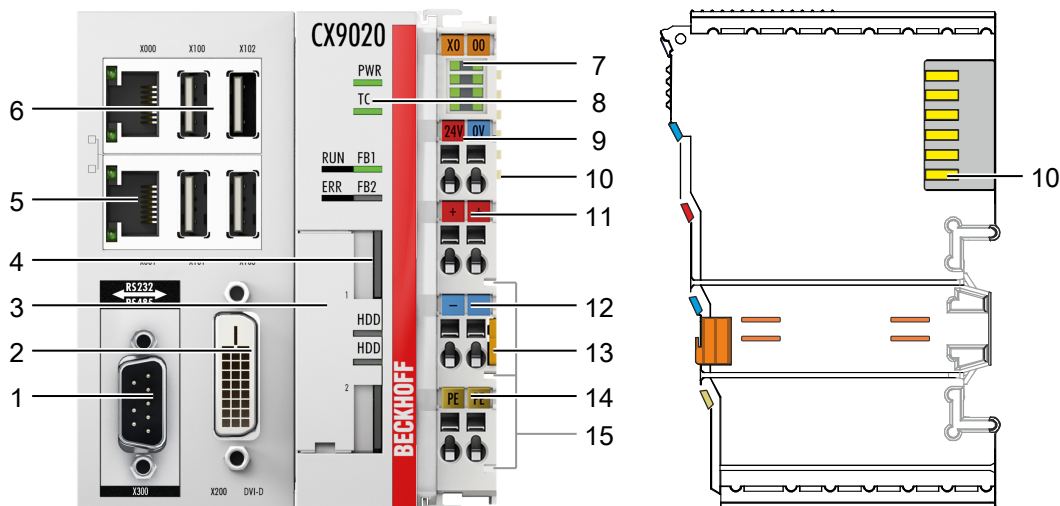 CX9020
X000 X100 X102
X0 00
7
PWR
6
8
TC
24V 0V
9
RUN FB1
10
10
ERR FB2
5
+ +
11
4
RS232
3
1
12
− −
HDD
2
HDD
13
2
PE PE
14
1
BECKHOFF
15
X300 X200 DVI-D